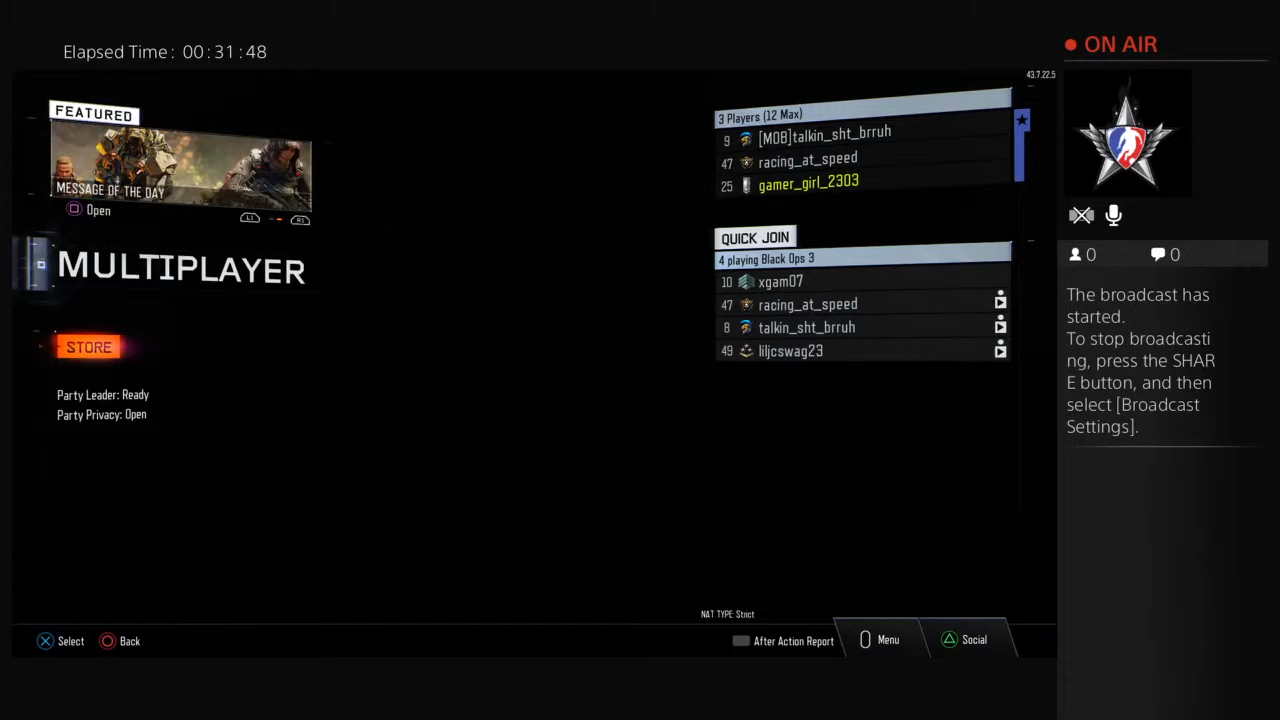 Elapsed Time: 00:31:48
ON AIR
43.7.22.5
FEATURED
MESSAGE OF THE DAY
Open
L1
R1
MULTIPLAYER
STORE
Party Leader: Ready
Party Privacy: Open
3 Players (12 Max)
9 [MOB]talkin_sht_brruh
47 racing_at_speed
25 gamer_girl_2303
QUICK JOIN
4 playing Black Ops 3
10 xgam07
47 racing_at_speed
8 talkin_sht_brruh
49 liljcswag23
0 0
The broadcast has
started.
To stop broadcasti
ng, press the SHAR
E button, and then
select [Broadcast
Settings].
NAT TYPE: Strict
Select Back
After Action Report Menu Social